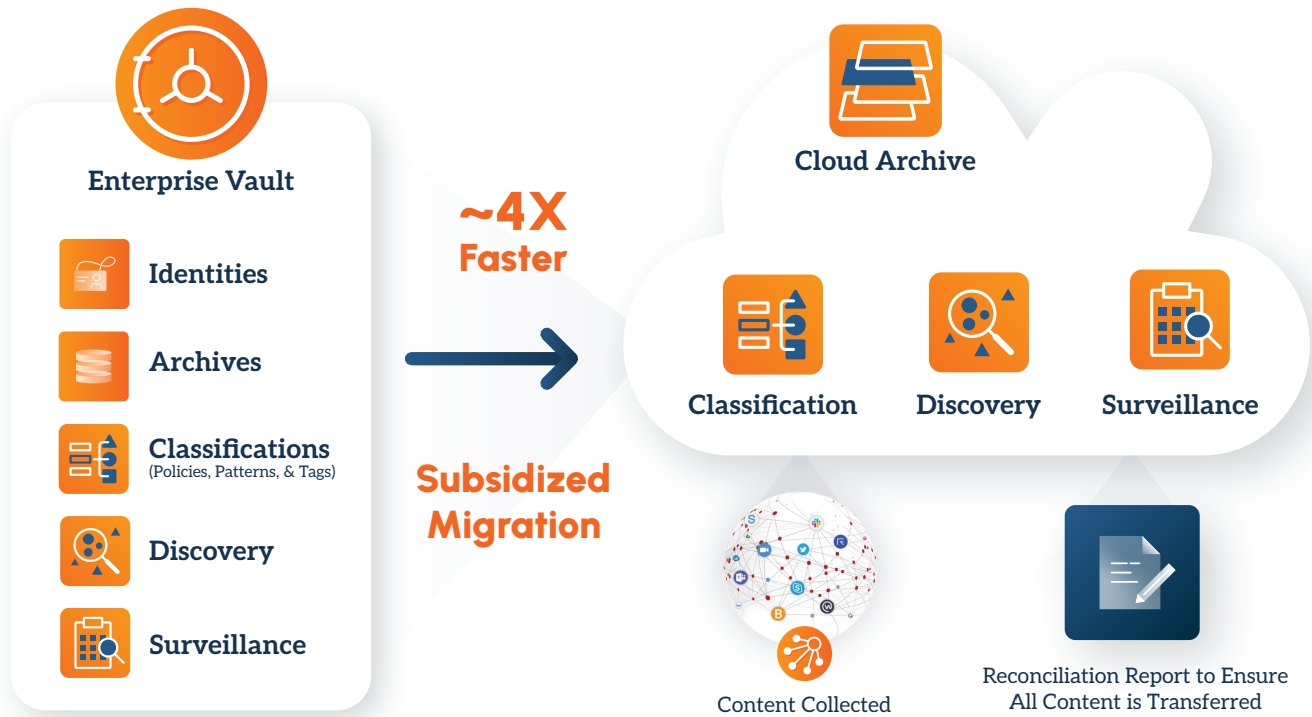 Enterprise Vault
Identities
Archives
Classifications
(Policies, Patterns, & Tags)
Discovery
Surveillance
~4X
Faster
Subsidized
Migration
Cloud Archive
Classification
Discovery
Surveillance
Content Collected
Reconciliation Report to Ensure
All Content is Transferred